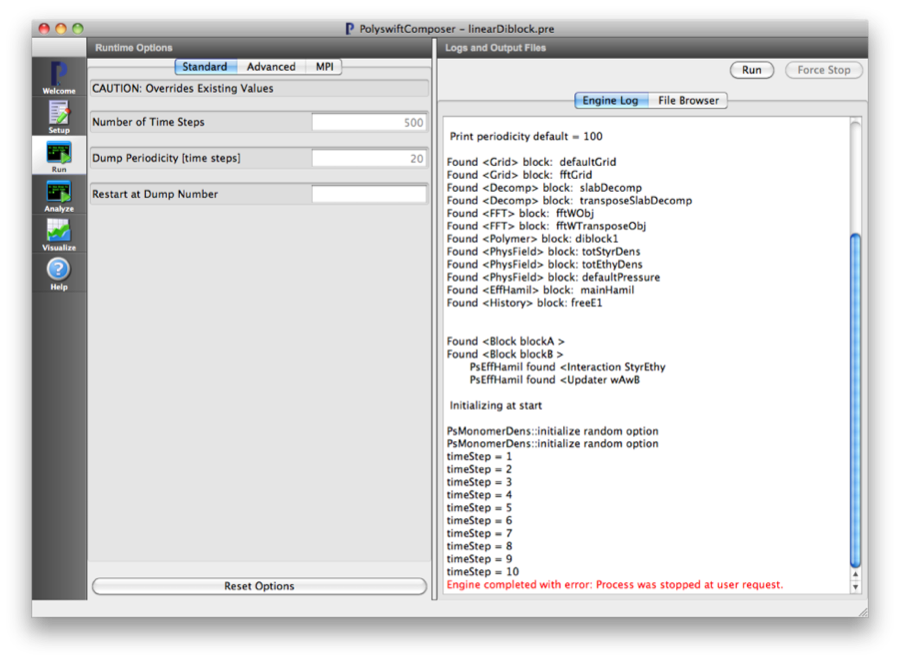 PolyswiftComposer - linearDiblock.pre
Runtime Options
Logs and Output Files
Welcome
Setup
Run
Analyze
Visualize
Help
Standard Advanced MPI
CAUTION: Overrides Existing Values
Number of Time Steps 500
Dump Periodicity [time steps] 20
Restart at Dump Number
Reset Options
Run Force Stop
Engine Log File Browser
Print periodicity default = 100
Found <Grid> block: defaultGrid
Found <Grid> block: fftGrid
Found <Decomp> block: slabDecomp
Found <Decomp> block: transposeSlabDecomp
Found <FFT> block: fftWObj
Found <FFT> block: fftWTransposeObj
Found <Polymer> block: diblock1
Found <PhysField> block: totStyrDens
Found <PhysField> block: totEthyDens
Found <PhysField> block: defaultPressure
Found <EffHamil> block: mainHamil
Found <History> block: freeE1
Found <Block blockA >
Found <Block blockB >
PsEffHamil found <Interaction StyrEthy
PsEffHamil found <Updater wAwB
Initializing at start
PsMonomerDens::initialize random option
PsMonomerDens::initialize random option
timeStep = 1
timeStep = 2
timeStep = 3
timeStep = 4
timeStep = 5
timeStep = 6
timeStep = 7
timeStep = 8
timeStep = 9
timeStep = 10
Engine completed with error: Process was stopped at user request.